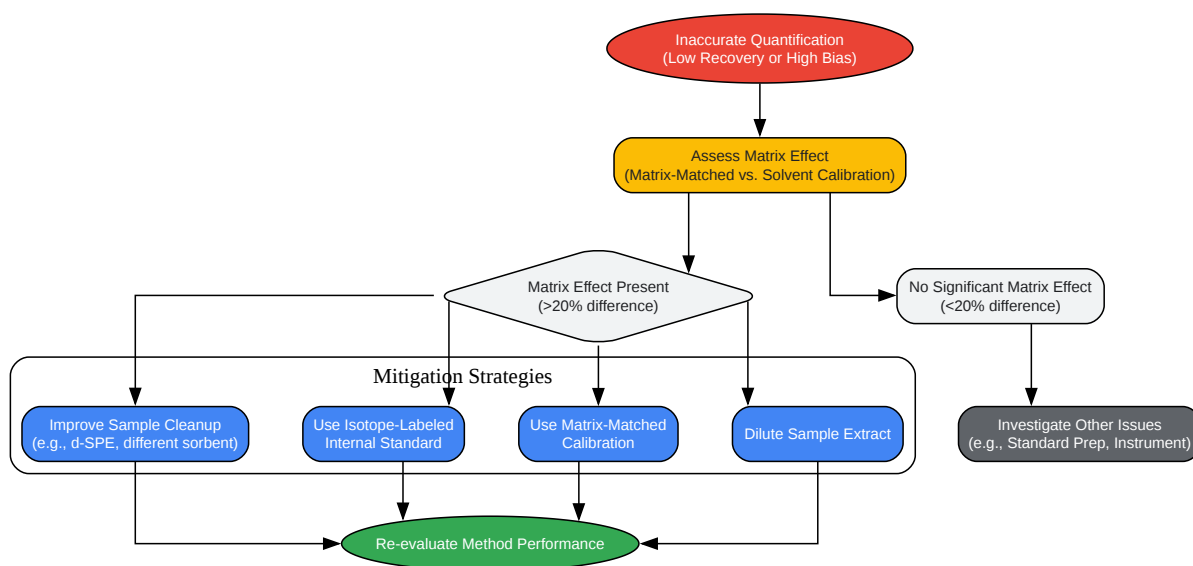 Inaccurate Quantification
(Low Recovery or High Bias)
Assess Matrix Effect
(Matrix-Matched vs. Solvent Calibration)
Matrix Effect Present
(>20% difference)
No Significant Matrix Effect
(<20% difference)
Mitigation Strategies
Improve Sample Cleanup
(e.g., d-SPE, different sorbent)
Use Isotope-Labeled
Internal Standard
Use Matrix-Matched
Calibration
Dilute Sample Extract
Investigate Other Issues
(e.g., Standard Prep, Instrument)
Re-evaluate Method Performance